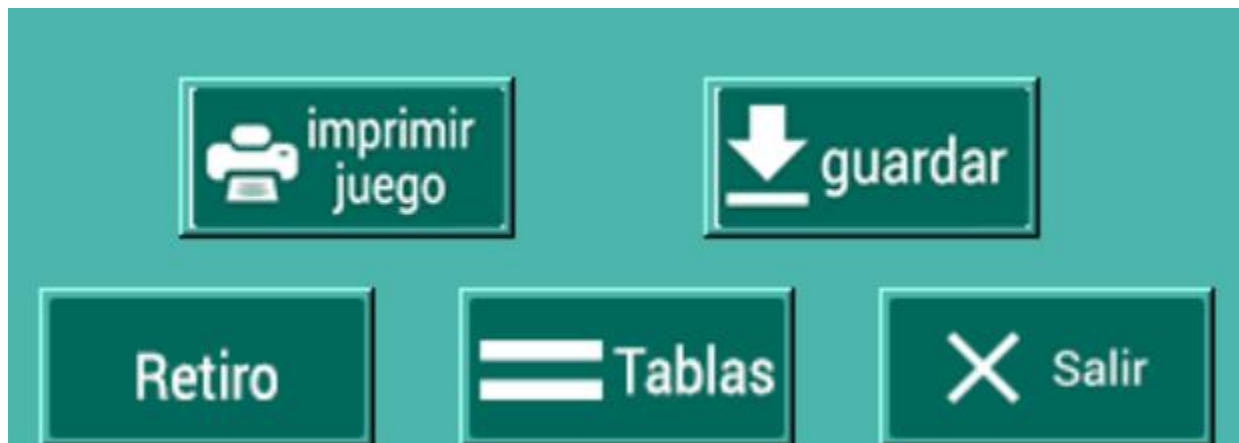 imprimir
juego
guardar
Retiro
Tablas
Salir